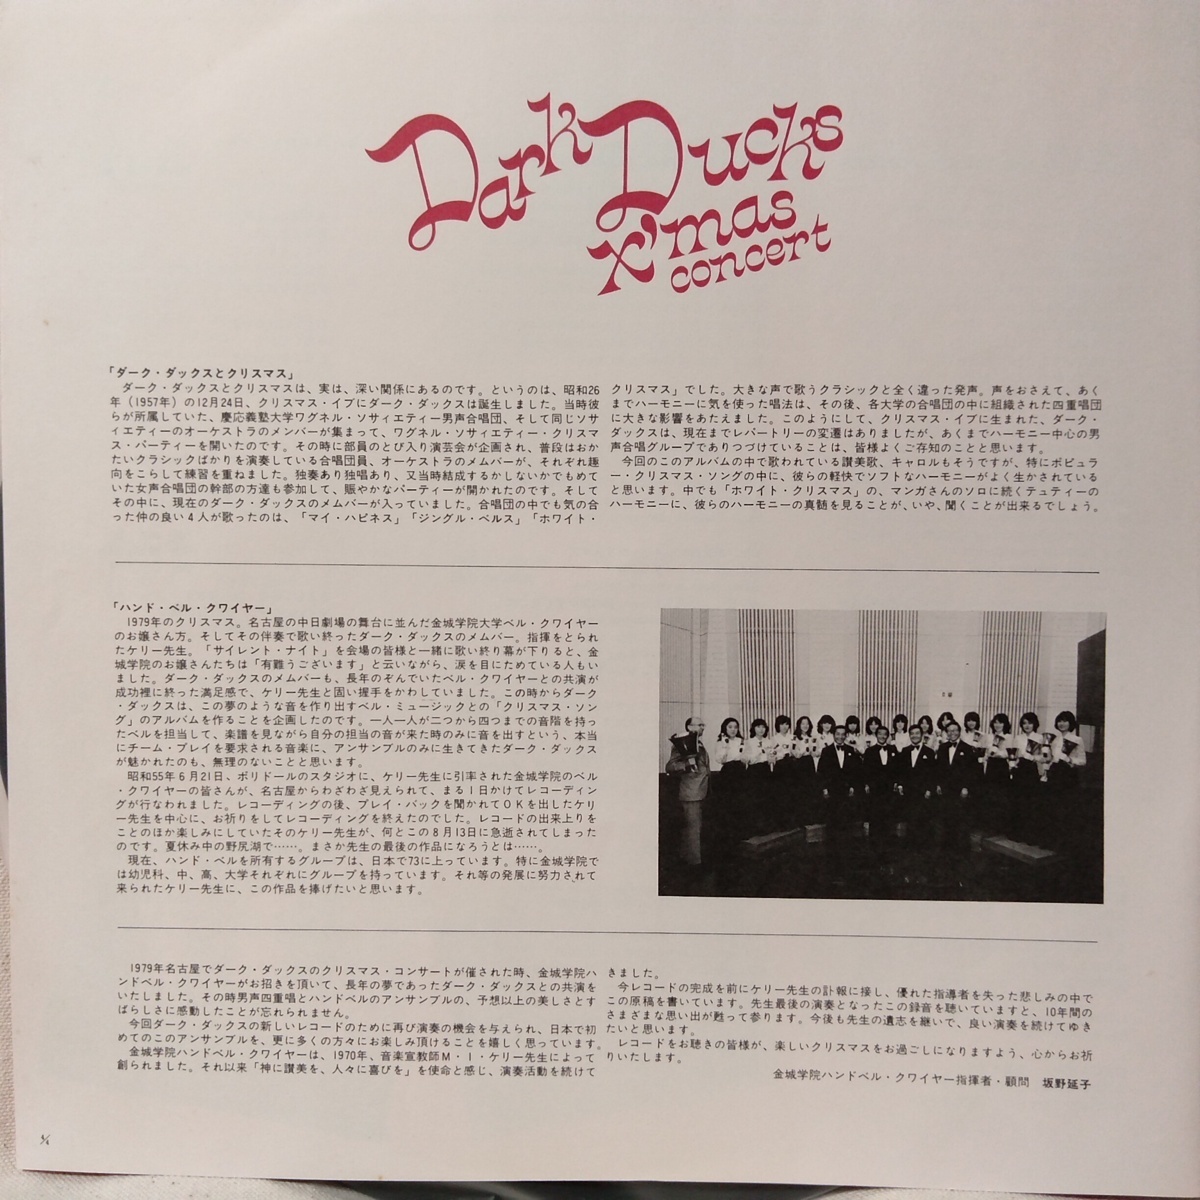 Dark Ducks
x'mas
concert
「ダーク・ダックスとクリスマス」
ダーク・ダックスとクリスマスは、実は、深い関係にあるのです。というのは、昭和26
年（1957年）の12月24日、クリスマス・イブにダーク・ダックスは誕生しました。当時彼
らが所属していた、慶応義塾大学ワグネル・ソサィエティー男声合唱団、そして同じソサ
ィエティーのオーケストラのメンバーが集まって、ワグネル・ソサィエティー・クリスマ
ス・パーティーを開いたのです。その時に部員のとび入り演芸会が企画され、普段はおか
たいクラシックばかりを演奏している合唱団員、オーケストラのメムバーが、それぞれ趣
向をこらして練習を重ねました。独奏あり独唱あり、又当時結成するかしないかでもめて
いた女声合唱団の幹部の方達も参加して、賑やかなパーティーが開かれたのです。そして
その中に、現在のダーク・ダックスのメムバーが入っていました。合唱団の中でも気の合
った仲の良い4人が歌ったのは、「マイ・ハピネス」「ジングル・ベルス」「ホワイト・
クリスマス」でした。大きな声で歌うクラシックと全く違った発声。声をおさえて、あく
までハーモニーに気を使った唱法は、その後、各大学の合唱団の中に組織された四重唱団
に大きな影響をあたえました。このようにして、クリスマス・イブに生まれた、ダーク・
ダックスは、現在までレパートリーの変遷はありましたが、あくまでハーモニー中心の男
声合唱グループでありつづけていることは、皆様よくご存知のことと思います。
今回のこのアルバムの中で歌われている讃美歌、キャロルもそうですが、特にポピュラ
ー・クリスマス・ソングの中に、彼らの軽快でソフトなハーモニーがよく生かされている
と思います。中でも「ホワイト・クリスマス」の、マンガさんのソロに続くテュティーの
ハーモニーに、彼らのハーモニーの真髄を見ることが、いや、聞くことが出来るでしょう。
「ハンド・ベル・クワイヤー」
1979年のクリスマス。名古屋の中日劇場の舞台に並んだ金城学院大学ベル・クワイヤー
のお嬢さん方。そしてその伴奏で歌い終ったダーク・ダックスのメムバー。指揮をとられ
たケリー先生。「サイレント・ナイト」を会場の皆様と一緒に歌い終り幕が下りると、金
城学院のお嬢さんたちは「有難うございます」と云いながら、涙を目にためている人もい
ました。ダーク・ダックスのメムバーも、長年のぞんでいたベル・クワイヤーとの共演が
成功裡に終った満足感で、ケリー先生と固い握手をかわしていました。この時からダーク
・ダックスは、この夢のような音を作り出すベル・ミュージックとの「クリスマス・ソン
グ」のアルバムを作ることを企画したのです。一人一人が二つから四つまでの音階を持っ
たベルを担当して、楽譜を見ながら自分の担当の音が来た時のみに音を出すという、本当
にチーム・プレイを要求される音楽に、アンサンブルのみに生きてきたダーク・ダックス
が魅かれたのも、無理のないことと思います。
昭和55年6月21日、ポリドールのスタジオに、ケリー先生に引率された金城学院のベル
・クワイヤーの皆さんが、名古屋からわざわざ見えられて、まる1日かけてレコーディン
グが行なわれました。レコーディングの後、プレイ・バックを聞かれてOKを出したケリ
ー先生を中心に、お祈りをしてレコーディングを終えたのでした。レコードの出来上りを
ことのほか楽しみにしていたそのケリー先生が、何とこの8月13日に急逝されてしまった
のです。夏休み中の野尻湖で……。まさか先生の最後の作品になろうとは……。
現在、ハンド・ベルを所有するグループは、日本で73に上っています。特に金城学院で
は幼児科、中、高、大学それぞれにグループを持っています。それ等の発展に努力されて
来られたケリー先生に、この作品を捧げたいと思います。
1979年名古屋でダーク・ダックスのクリスマス・コンサートが催された時、金城学院ハ
ンドベル・クワイヤーがお招きを頂いて、長年の夢であったダーク・ダックスとの共演を
いたしました。その時男声四重唱とハンドベルのアンサンブルの、予想以上の美しさとす
ばらしさに感動したことが忘れられません。
今回ダーク・ダックスの新しいレコードのために再び演奏の機会を与えられ、日本で初
めてのこのアンサンブルを、更に多くの方々にお楽しみ頂けることを嬉しく思っています。
金城学院ハンドベル・クワイヤーは、1970年、音楽宣教師M・I・ケリー先生によって
創られました。それ以来「神に讃美を、人々に喜びを」を使命と感じ、演奏活動を続けて
きました。
今レコードの完成を前にケリー先生の訃報に接し、優れた指導者を失った悲しみの中で
この原稿を書いています。先生最後の演奏となったこの録音を聴いていますと、10年間の
さまざまな思い出が甦って参ります。今後も先生の遺志を継いで、良い演奏を続けてゆき
たいと思います。
レコードをお聴きの皆様が、楽しいクリスマスをお過ごしになりますよう、心からお祈
りいたします。
金城学院ハンドベル・クワイヤー指揮者・顧問 坂野延子
¼